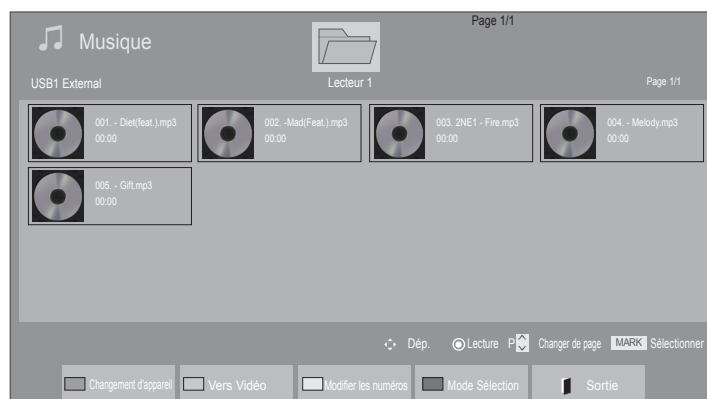 Page 1/1
Musique
USB1 External
Lecteur 1
Page 1/1
001. - Diet(feat.).mp3
00:00
002. -Mad(Feat.).mp3
00:00
003. 2NE1 - Fire.mp3
00:00
004. - Melody.mp3
00:00
005. - Gift.mp3
00:00
Dép. Lecture P Changer de page MARK Sélectionner
Changement d'appareil Vers Vidéo Modifier les numéros Mode Sélection Sortie